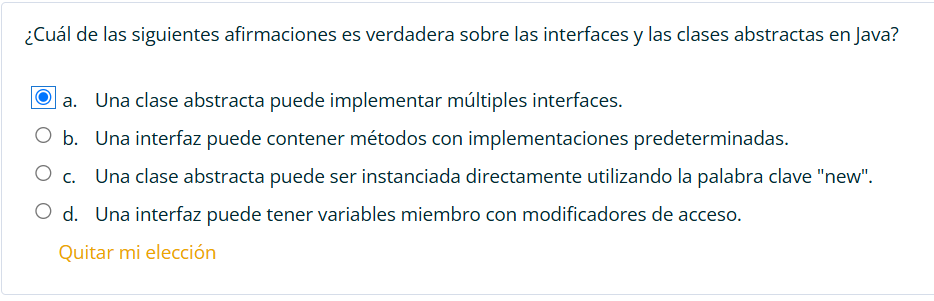 ¿Cuál de las siguientes afirmaciones es verdadera sobre las interfaces y las clases abstractas en Java?
a. Una clase abstracta puede implementar múltiples interfaces.
b. Una interfaz puede contener métodos con implementaciones predeterminadas.
c. Una clase abstracta puede ser instanciada directamente utilizando la palabra clave "new".
d. Una interfaz puede tener variables miembro con modificadores de acceso.
Quitar mi elección